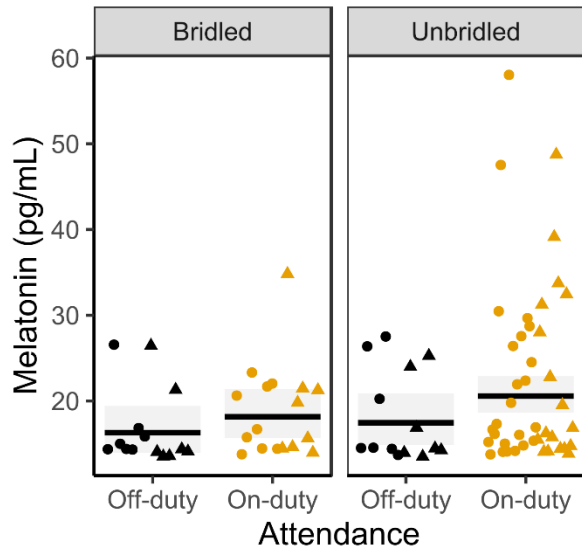 Bridled
Unbridled
Melatonin (pg/mL)
60
50
40
30
20
Off-duty
On-duty
Off-duty
On-duty
Attendance